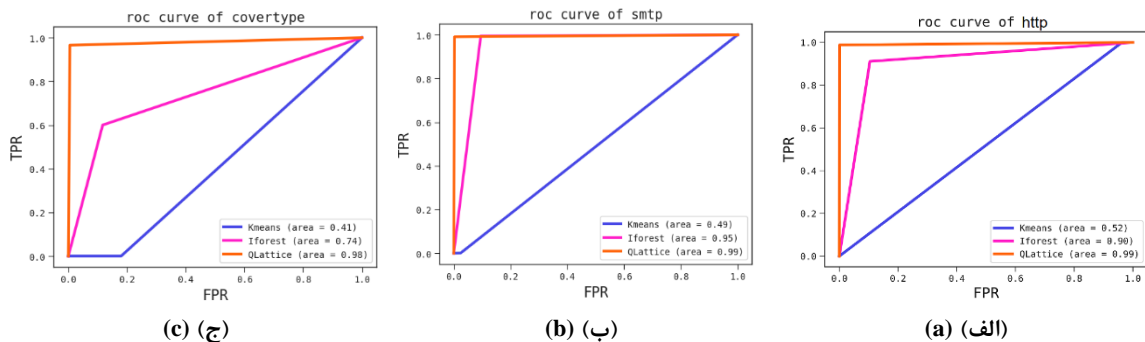 roc curve of covertype
TPR
1.0
0.8
0.6
0.4
0.2
0.0
Kmeans (area = 0.41)
Iforest (area = 0.74)
QLattice (area = 0.98)
0.0 0.2 0.4 0.6 0.8 1.0
FPR
(ج) (c)
roc curve of smtp
TPR
1.0
0.8
0.6
0.4
0.2
0.0
Kmeans (area = 0.49)
Iforest (area = 0.95)
QLattice (area = 0.99)
0.0 0.2 0.4 0.6 0.8 1.0
FPR
(ب) (b)
roc curve of http
TPR
1.0
0.8
0.6
0.4
0.2
0.0
Kmeans (area = 0.52)
Iforest (area = 0.90)
QLattice (area = 0.99)
0.0 0.2 0.4 0.6 0.8 1.0
FPR
(الف) (a)